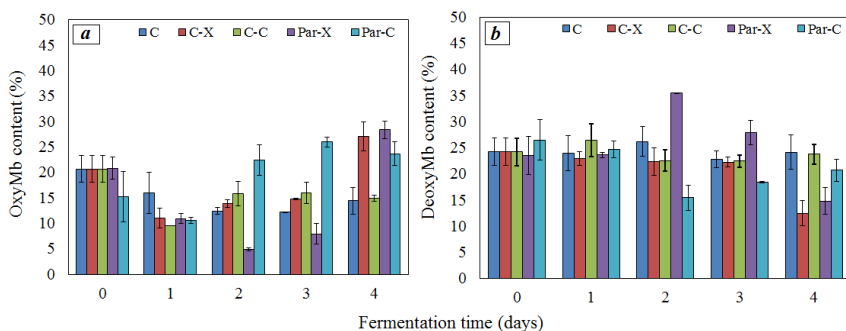 a
C C-X C-C Par-X Par-C
OxyMb content (%)
50
45
40
35
30
25
20
15
10
5
0
0 1 2 3 4
b
C C-X C-C Par-X Par-C
DeoxyMb content (%)
50
45
40
35
30
25
20
15
10
5
0
0 1 2 3 4
Fermentation time (days)